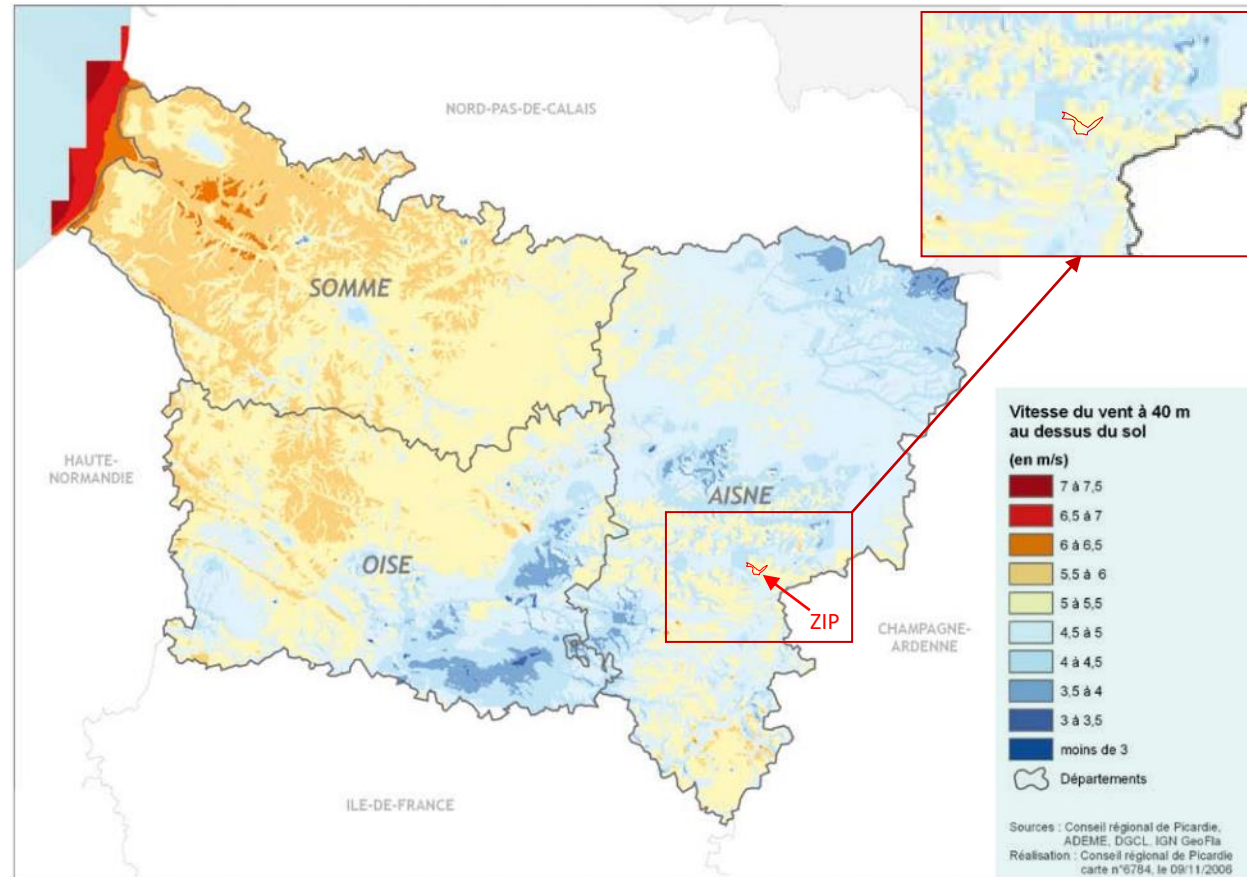 NORD-PAS-DE-CALAIS
SOMME
HAUTE-
NORMANDIE
AISNE
OISE
ZIP
CHAMPAGNE-
ARDENNE
ILE-DE-FRANCE
Vitesse du vent à 40 m
au dessus du sol
(en m/s)
7 à 7,5
6,5 à 7
6 à 6,5
5,5 à 6
5 à 5,5
4,5 à 5
4 à 4,5
3,5 à 4
3 à 3,5
moins de 3
Départements
Sources : Conseil régional de Picardie,
ADEME, DGCL, IGN GeoFla
Réalisation : Conseil régional de Picardie
carte n°6784, le 09/11/2006